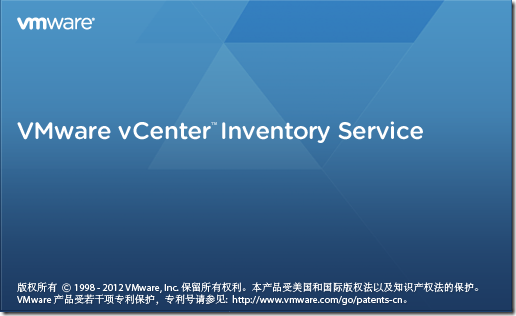 vmware®
VMware vCenter™ Inventory Service
版权所有 © 1998 - 2012 VMware, Inc. 保留所有权利。本产品受美国和国际版权法以及知识产权法的保护。
VMware 产品受若干项专利保护，专利号请参见: http://www.vmware.com/go/patents-cn。